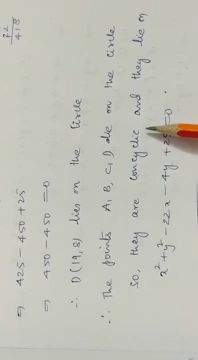 ⇒ 425 - 450 + 25
⇒ 450 - 450 = 0
∴ D(19,8) lies on the circle
∴ The points A, B, C, D lie on the circle
so, they are concyclic and they lie on
x² + y² - 22x - 4y + 25 = 0.